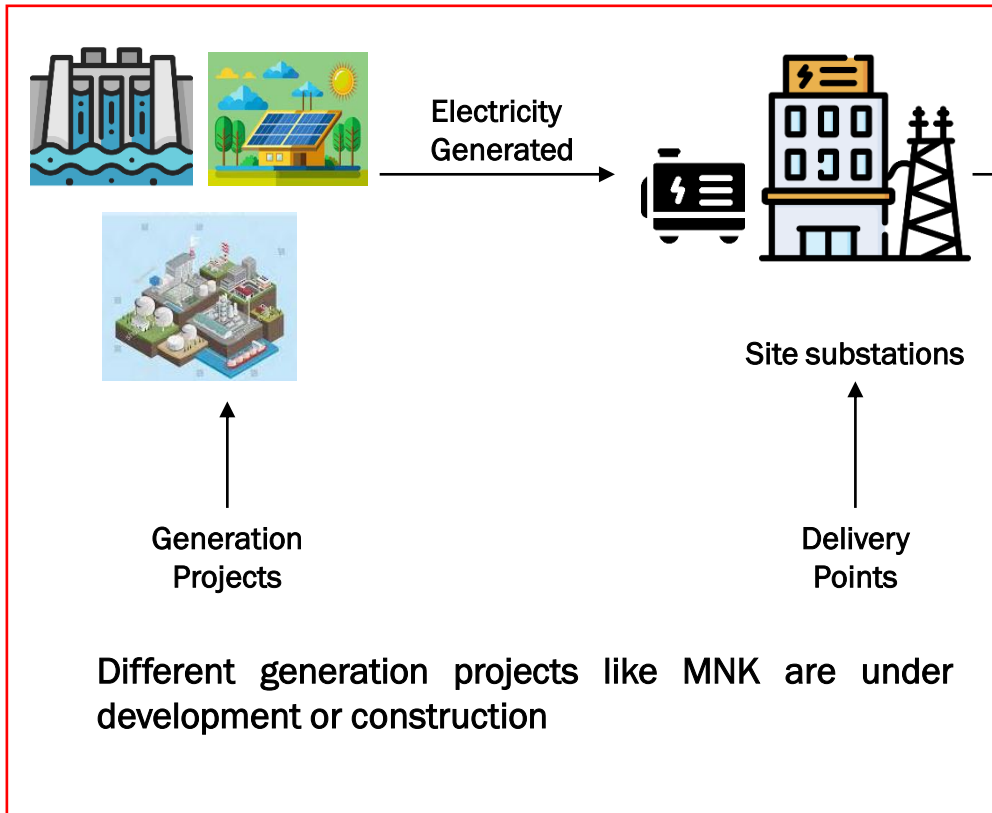 Electricity
Generated
Site substations
Generation
Projects
Delivery
Points
Different generation projects like MNK are under
development or construction